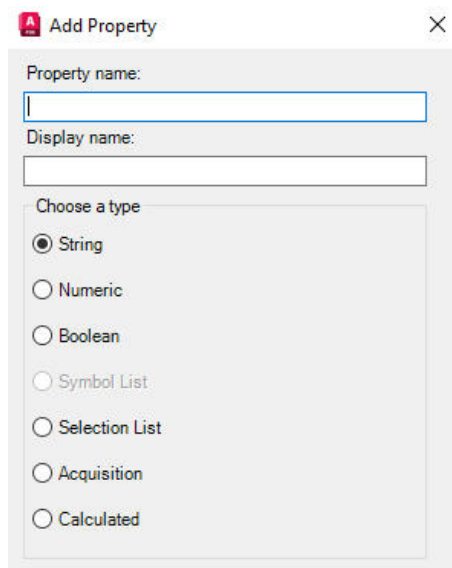 Add Property
Property name:
Display name:
Choose a type
String
Numeric
Boolean
Symbol List
Selection List
Acquisition
Calculated